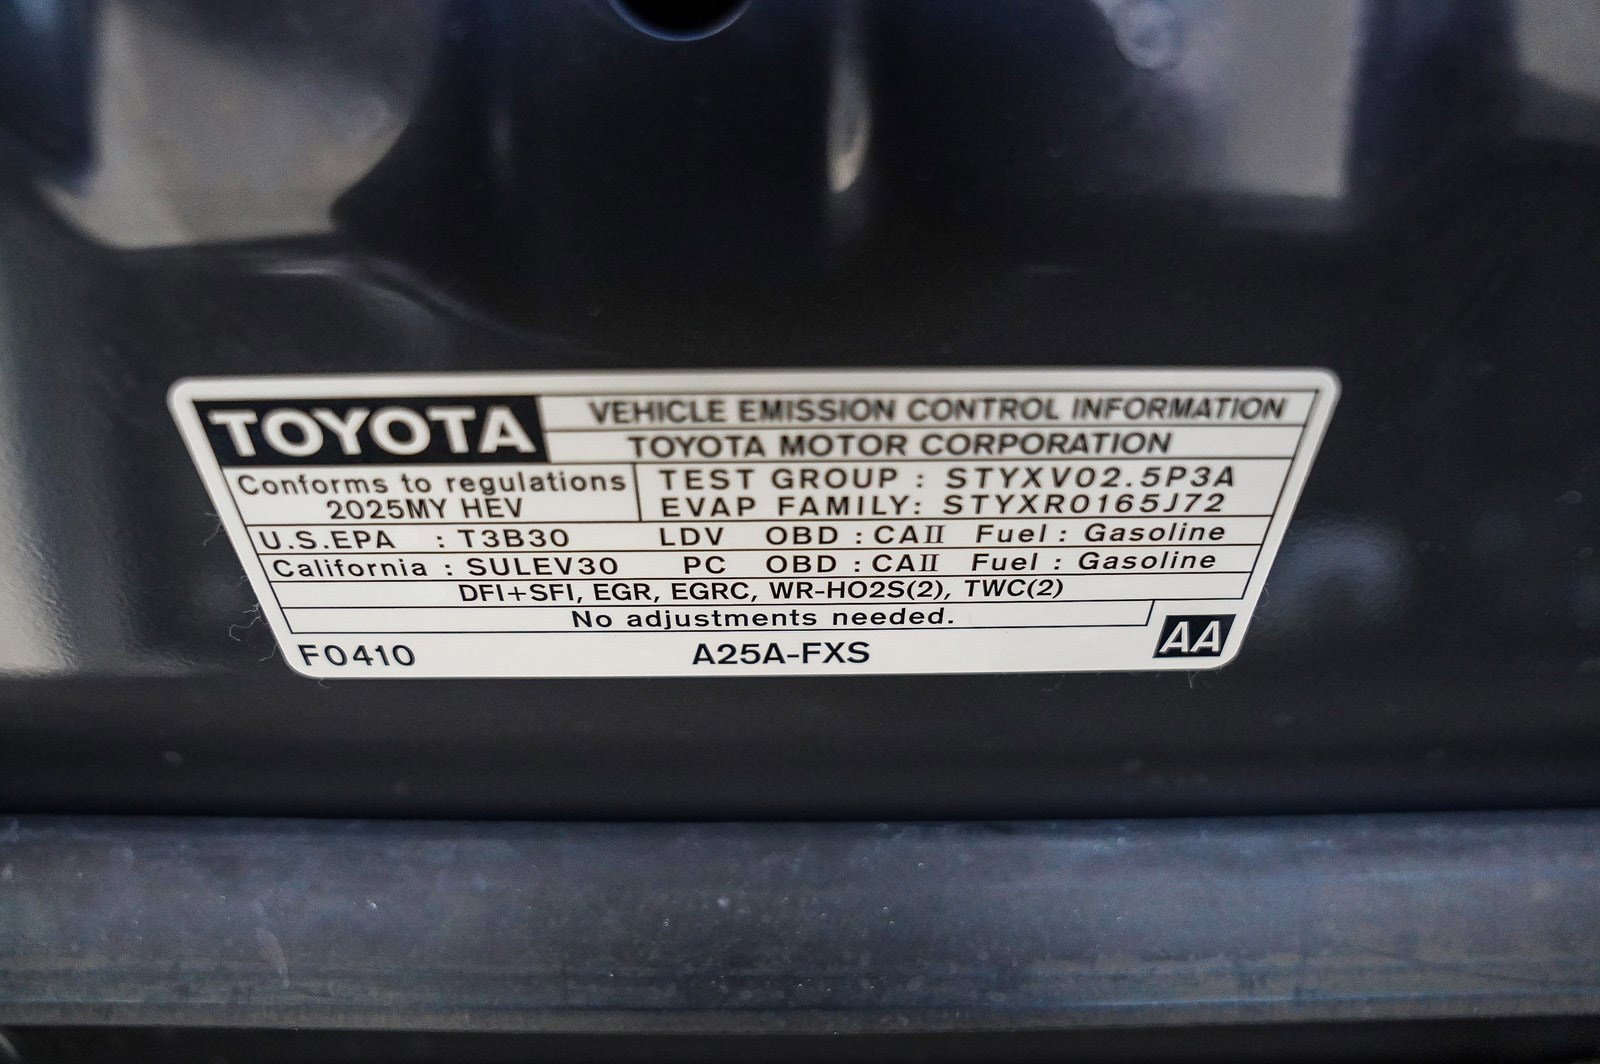 TOYOTA
VEHICLE EMISSION CONTROL INFORMATION
TOYOTA MOTOR CORPORATION
Conforms to regulations
2025MY HEV
TEST GROUP : STYXV02.5P3A
EVAP FAMILY: STYXR0165J72
U.S.EPA : T3B30 LDV OBD : CAII Fuel : Gasoline
California : SULEV30 PC OBD : CAII Fuel : Gasoline
DFI+SFI, EGR, EGRC, WR-HO2S(2), TWC(2)
No adjustments needed.
F0410 A25A-FXS AA